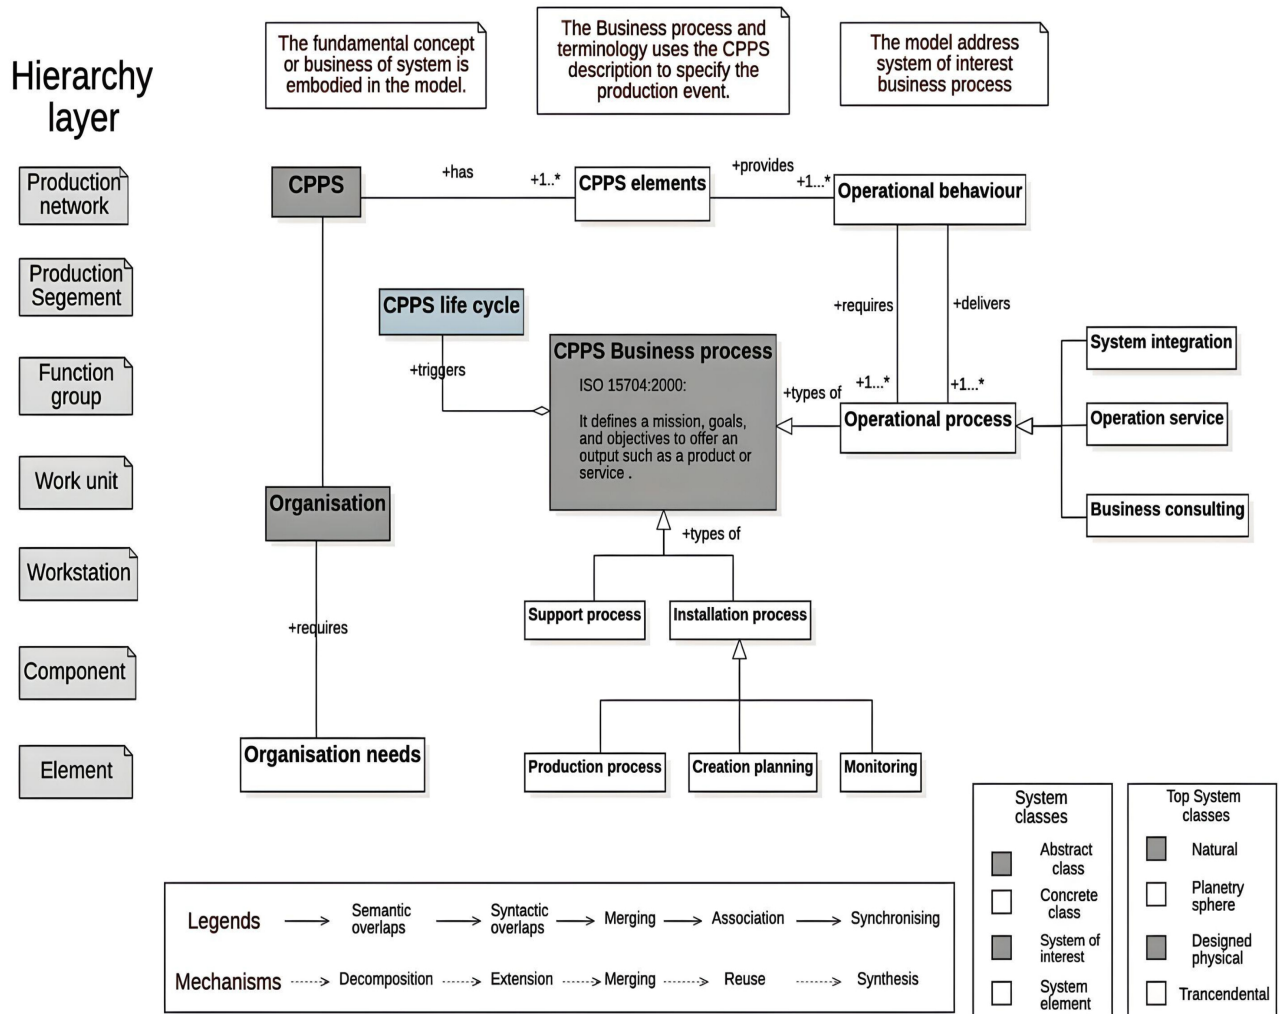 The fundamental concept
or business of system is
embodied in the model.
The Business process and
terminology uses the CPPS
description to specify the
production event.
The model address
system of interest
business process
Hierarchy
layer
Production
network
Production
Segement
Function
group
Work unit
Workstation
Component
Element
CPPS
+has
+1..*
CPPS elements
+provides
+1...*
Operational behaviour
CPPS life cycle
+triggers
+requires
+delivers
+1...*
+1...*
CPPS Business process
ISO 15704:2000:
It defines a mission, goals,
and objectives to offer an
output such as a product or
service .
+types of
Operational process
System integration
Operation service
Business consulting
Organisation
+requires
Organisation needs
+types of
Support process
Installation process
Production process
Creation planning
Monitoring
System
classes
Abstract
class
Concrete
class
System of
interest
System
element
Top System
classes
Natural
Planetry
sphere
Designed
physical
Trancendental
Legends
Semantic
overlaps
Syntactic
overlaps
Merging
Association
Synchronising
Mechanisms
Decomposition
Extension
Merging
Reuse
Synthesis